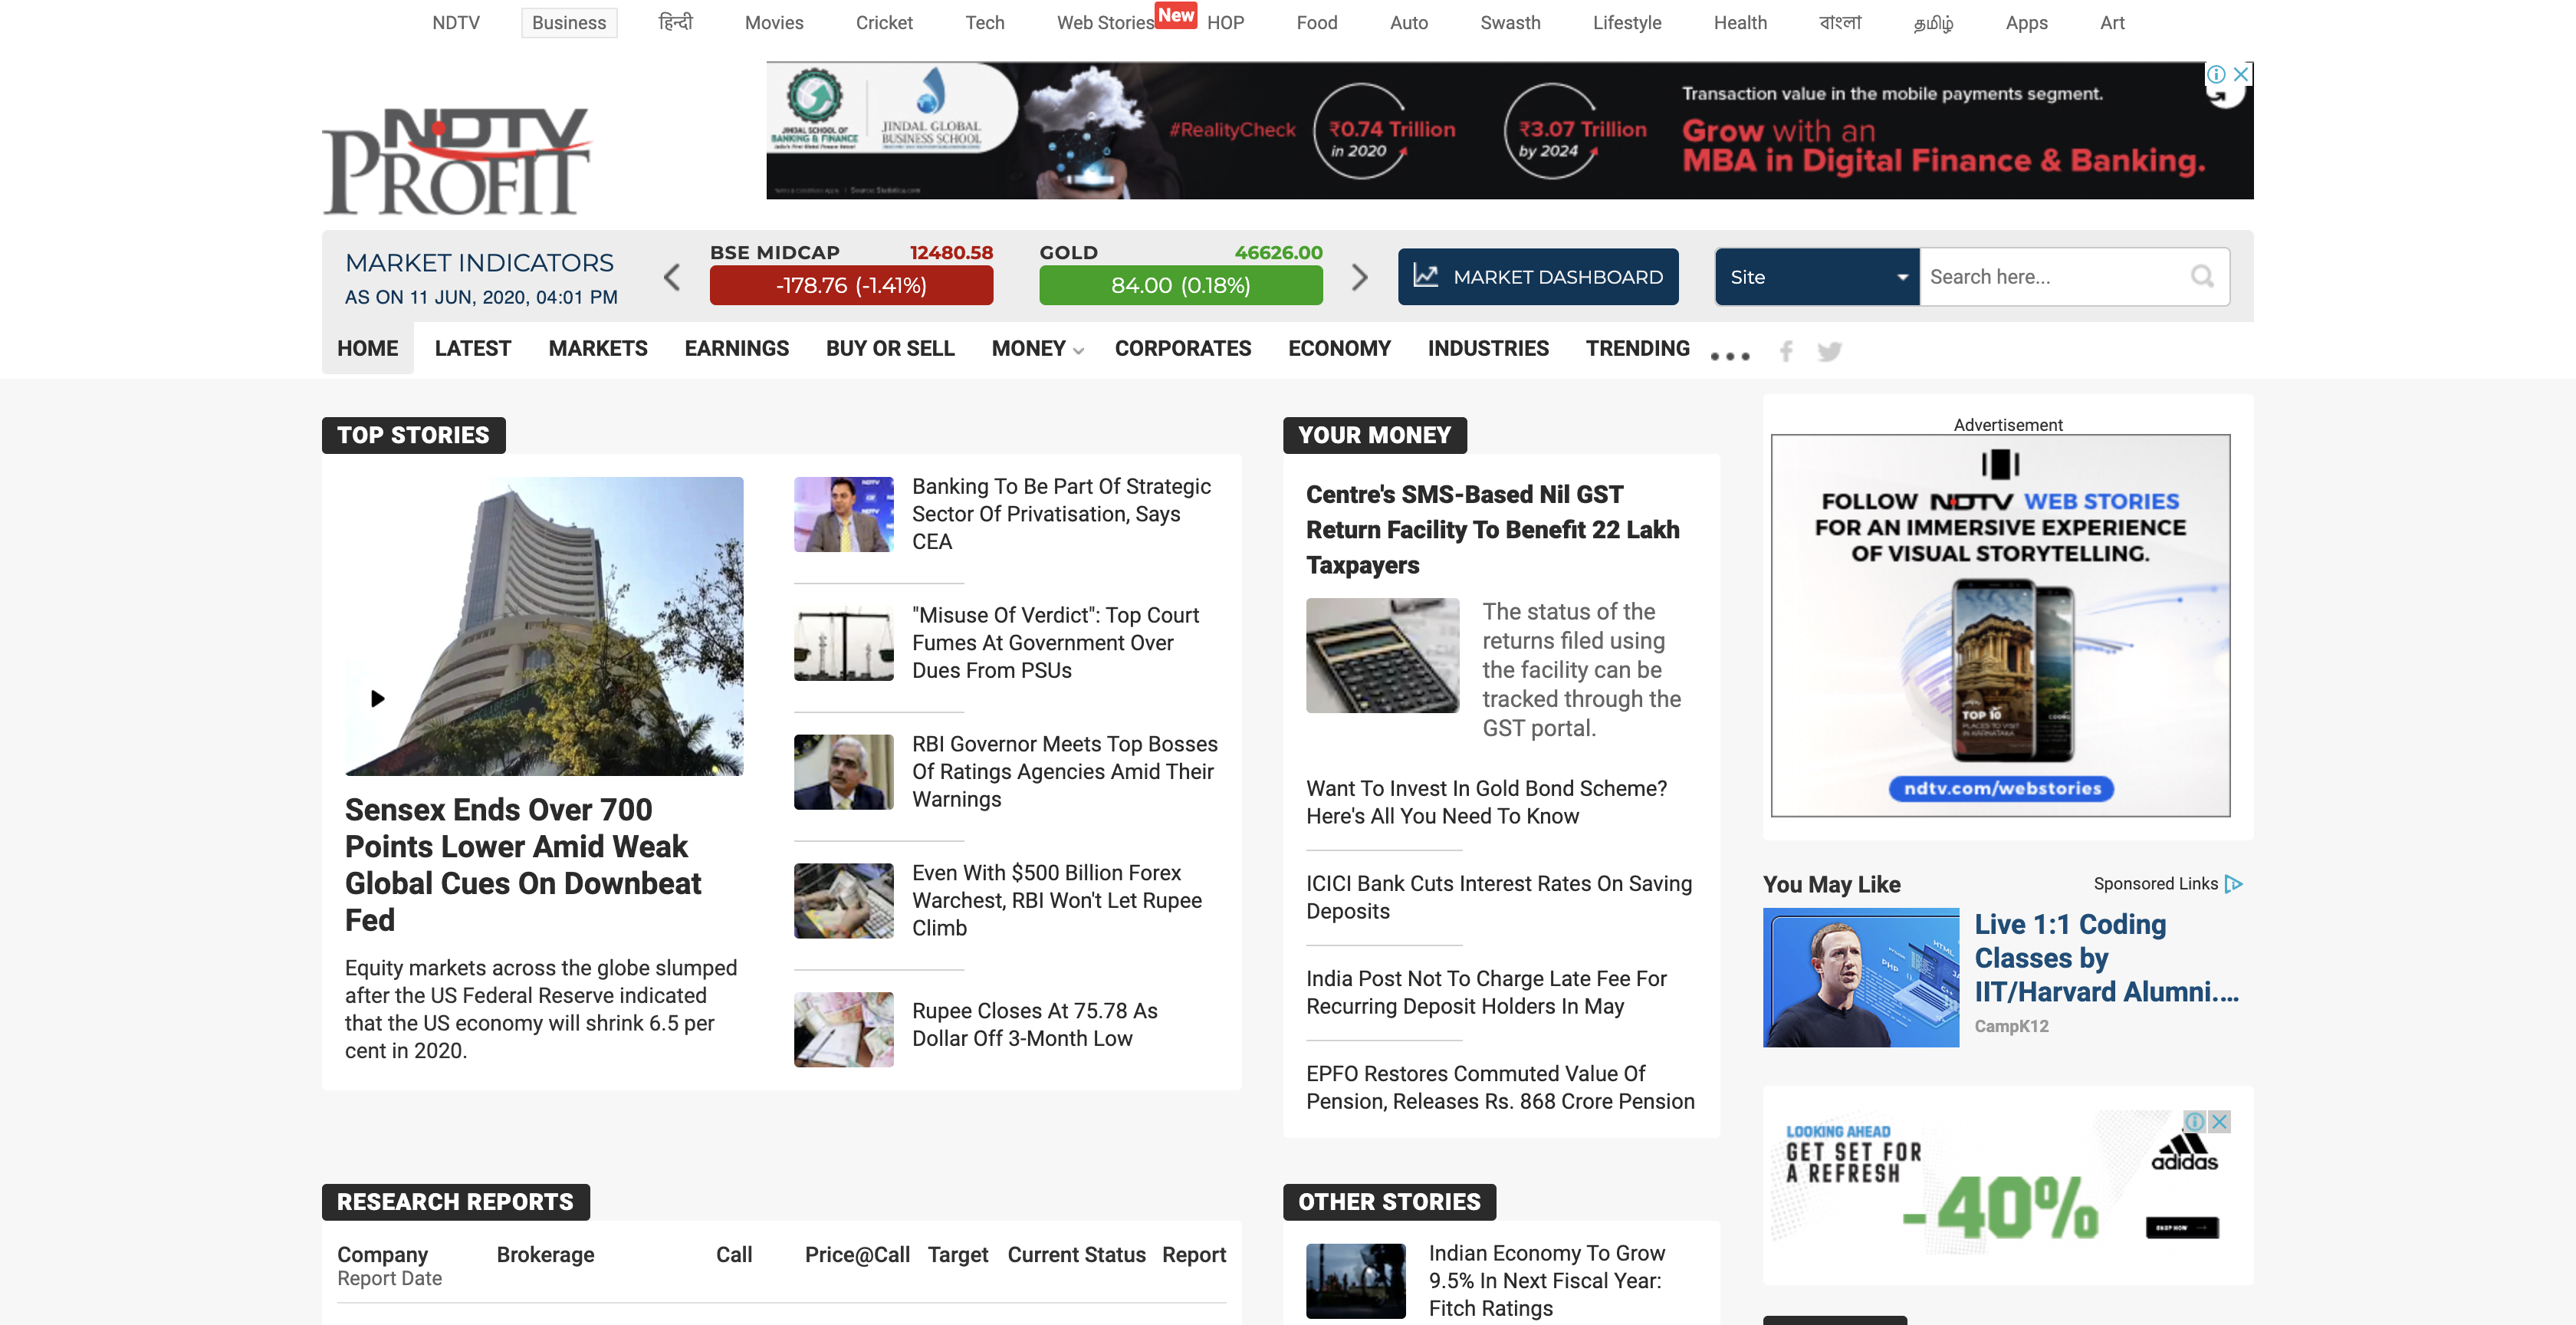 NDTV
Business
हिन्दी
Movies
Cricket
Tech
Web Stories
New
HOP
Food
Auto
Swasth
Lifestyle
Health
বাংলা
தமிழ்
Apps
Art
NDTV
PROFIT
JINDAL SCHOOL OF
BANKING & FINANCE
India's First Global Finance School
JINDAL GLOBAL
BUSINESS SCHOOL
#RealityCheck
₹0.74 Trillion
in 2020
₹3.07 Trillion
by 2024
Transaction value in the mobile payments segment.
Grow with an
MBA in Digital Finance & Banking.
MARKET INDICATORS
AS ON 11 JUN, 2020, 04:01 PM
BSE MIDCAP 12480.58
-178.76 (-1.41%)
GOLD 46626.00
84.00 (0.18%)
MARKET DASHBOARD
Site
Search here...
HOME
LATEST
MARKETS
EARNINGS
BUY OR SELL
MONEY
CORPORATES
ECONOMY
INDUSTRIES
TRENDING
TOP STORIES
Sensex Ends Over 700
Points Lower Amid Weak
Global Cues On Downbeat
Fed
Equity markets across the globe slumped
after the US Federal Reserve indicated
that the US economy will shrink 6.5 per
cent in 2020.
Banking To Be Part Of Strategic
Sector Of Privatisation, Says
CEA
"Misuse Of Verdict": Top Court
Fumes At Government Over
Dues From PSUs
RBI Governor Meets Top Bosses
Of Ratings Agencies Amid Their
Warnings
Even With $500 Billion Forex
Warchest, RBI Won't Let Rupee
Climb
Rupee Closes At 75.78 As
Dollar Off 3-Month Low
YOUR MONEY
Centre's SMS-Based Nil GST
Return Facility To Benefit 22 Lakh
Taxpayers
The status of the
returns filed using
the facility can be
tracked through the
GST portal.
Want To Invest In Gold Bond Scheme?
Here's All You Need To Know
ICICI Bank Cuts Interest Rates On Saving
Deposits
India Post Not To Charge Late Fee For
Recurring Deposit Holders In May
EPFO Restores Commuted Value Of
Pension, Releases Rs. 868 Crore Pension
Advertisement
FOLLOW NDTV WEB STORIES
FOR AN IMMERSIVE EXPERIENCE
OF VISUAL STORYTELLING.
TOP 10
PLACES TO VISIT
IN KARNATAKA
ndtv.com/webstories
You May Like
Sponsored Links
HTML
PHP
Live 1:1 Coding
Classes by
IIT/Harvard Alumni....
CampK12
LOOKING AHEAD
GET SET FOR
A REFRESH
-40%
adidas
SHOP NOW
RESEARCH REPORTS
Company
Report Date
Brokerage
Call
Price@Call
Target
Current Status
Report
OTHER STORIES
Indian Economy To Grow
9.5% In Next Fiscal Year:
Fitch Ratings